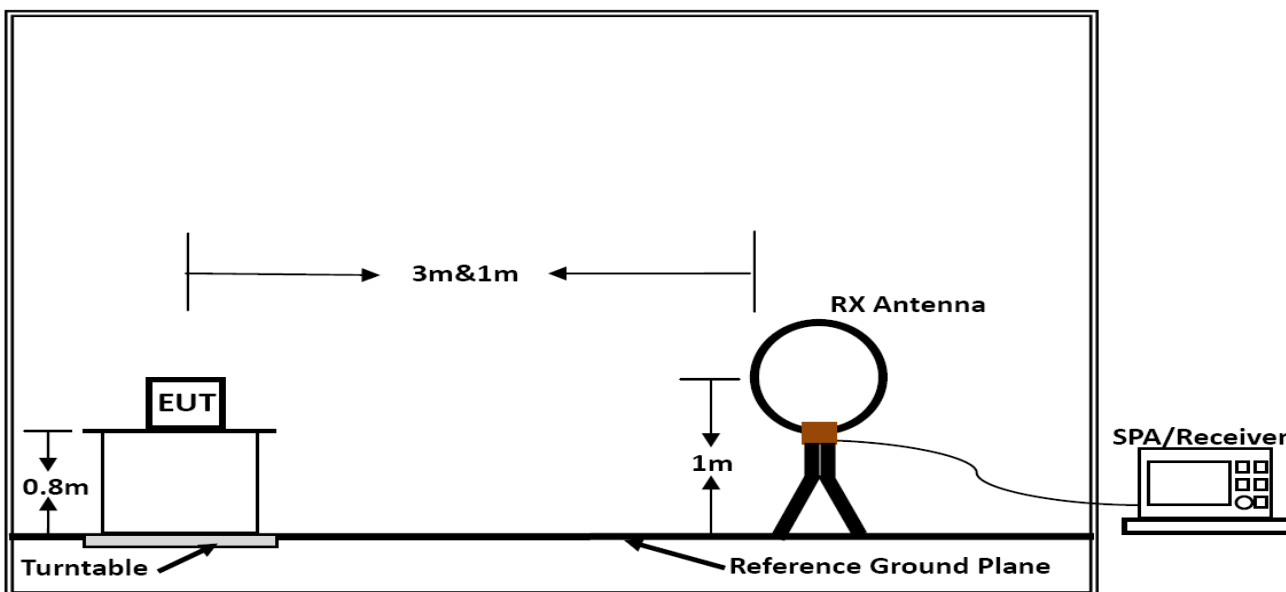 3m&1m
RX Antenna
EUT
SPA/Receiver
1m
0.8m
Turntable
Reference Ground Plane